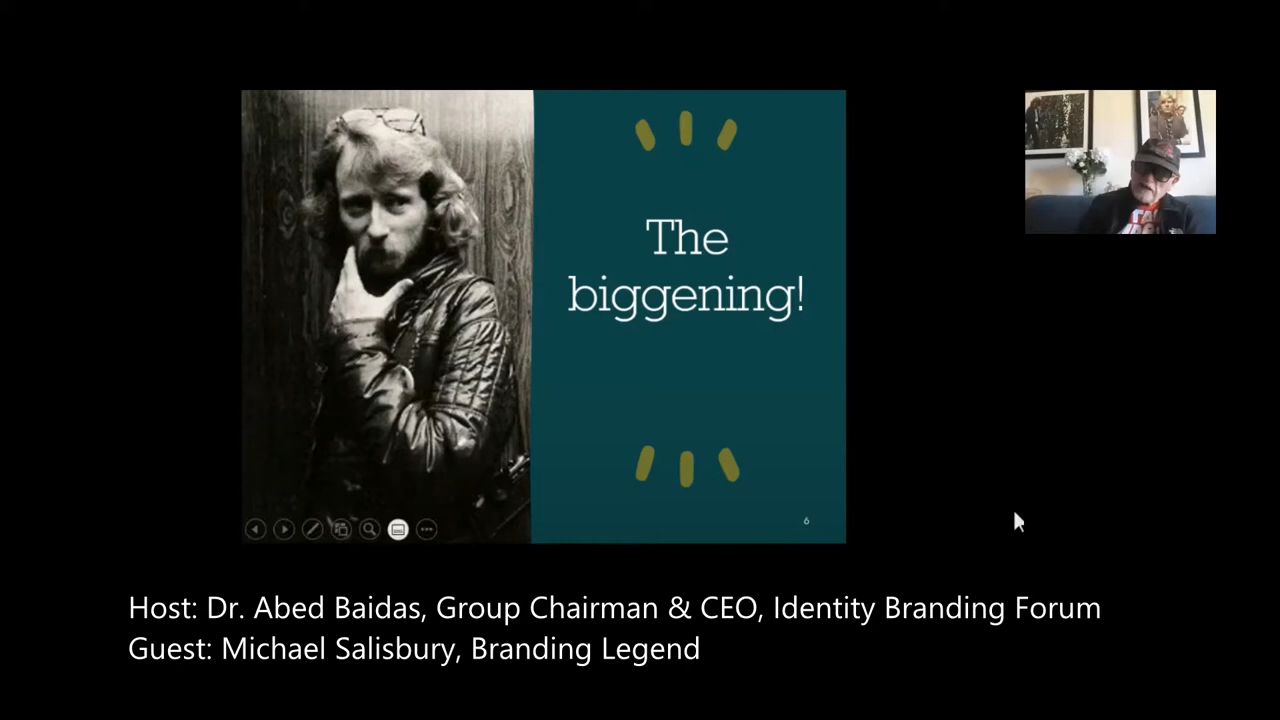 The
biggening!
6
Host: Dr. Abed Baidas, Group Chairman & CEO, Identity Branding Forum
Guest: Michael Salisbury, Branding Legend